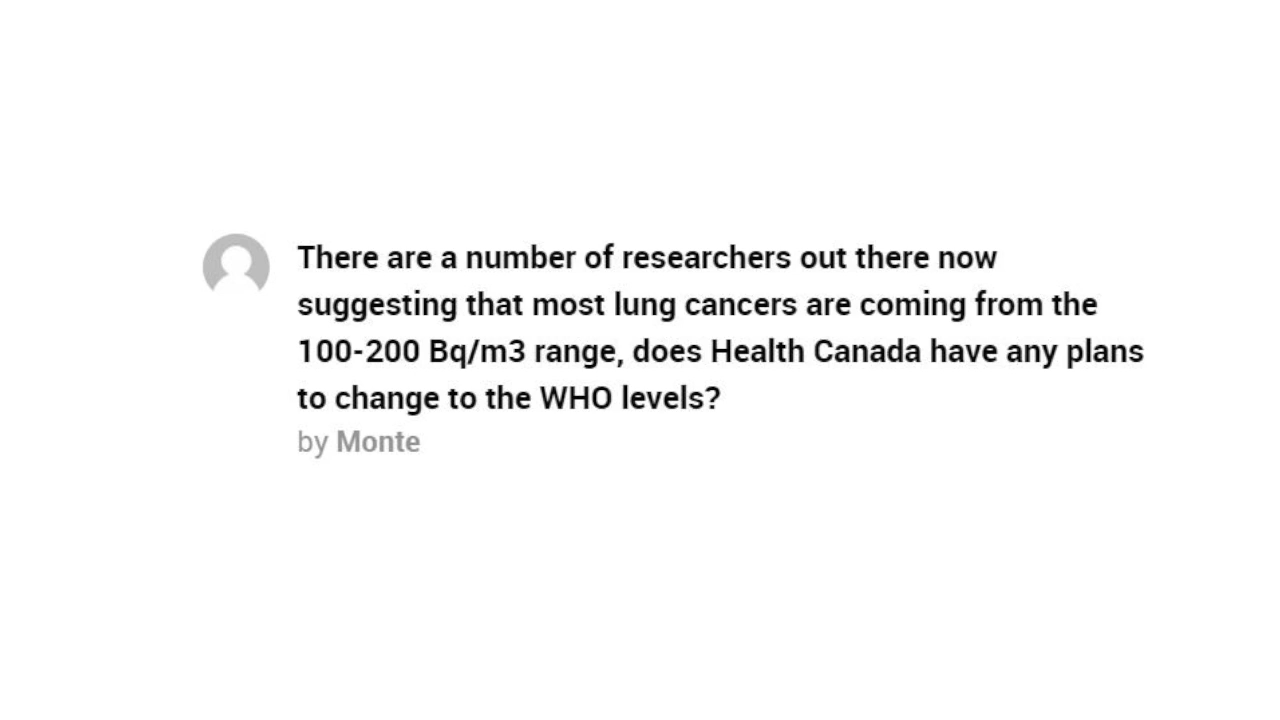 There are a number of researchers out there now
suggesting that most lung cancers are coming from the
100-200 Bq/m3 range, does Health Canada have any plans
to change to the WHO levels?
by Monte